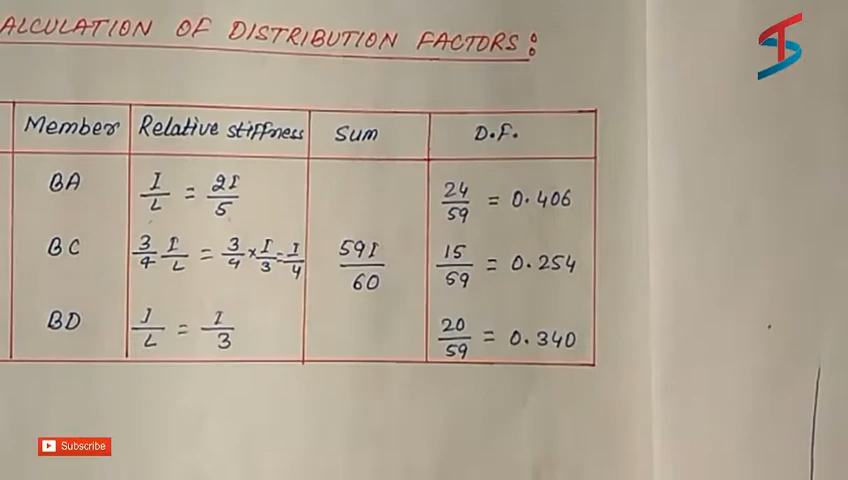 ALCULATION OF DISTRIBUTION FACTORS:
Member Relative stiffness Sum D.F.
BA I/L = 2I/5 24/59 = 0.406
BC 3/4 I/L = 3/4 × I/3 = I/4 59I/60 15/59 = 0.254
BD I/L = I/3 20/59 = 0.340
TS
Subscribe